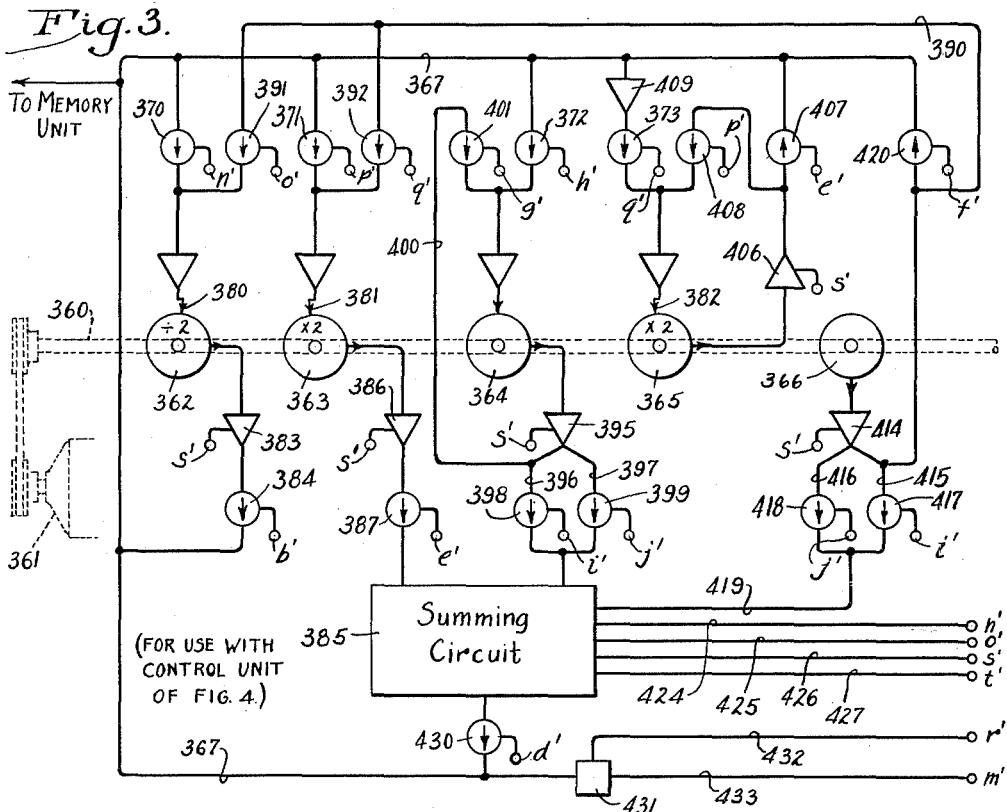 Fig. 3.
390
367
TO MEMORY
UNIT
370
391
371
392
401
372
409
373
407
408
420
n'
o'
p'
q'
g'
h'
q'
p'
e'
f'
400
406
s'
360
380
381
382
÷2
×2
×2
362
363
364
365
366
361
383
s'
384
b'
386
s'
387
e'
395
s'
396
397
398
399
i'
j'
414
s'
416
415
418
417
j'
i'
419
385
Summing
Circuit
(FOR USE WITH
CONTROL UNIT
OF FIG. 4.)
h'
o'
s'
t'
424
425
426
427
430
d'
367
431
432
433
r'
m'